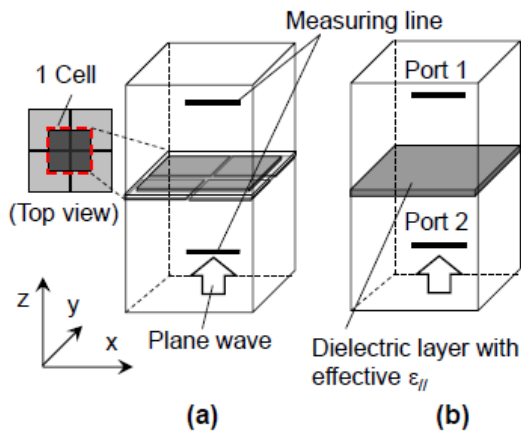 Measuring line
1 Cell
(Top view)
Port 1
Port 2
z
y
x
Plane wave
Dielectric layer with
effective ε//
(a)
(b)